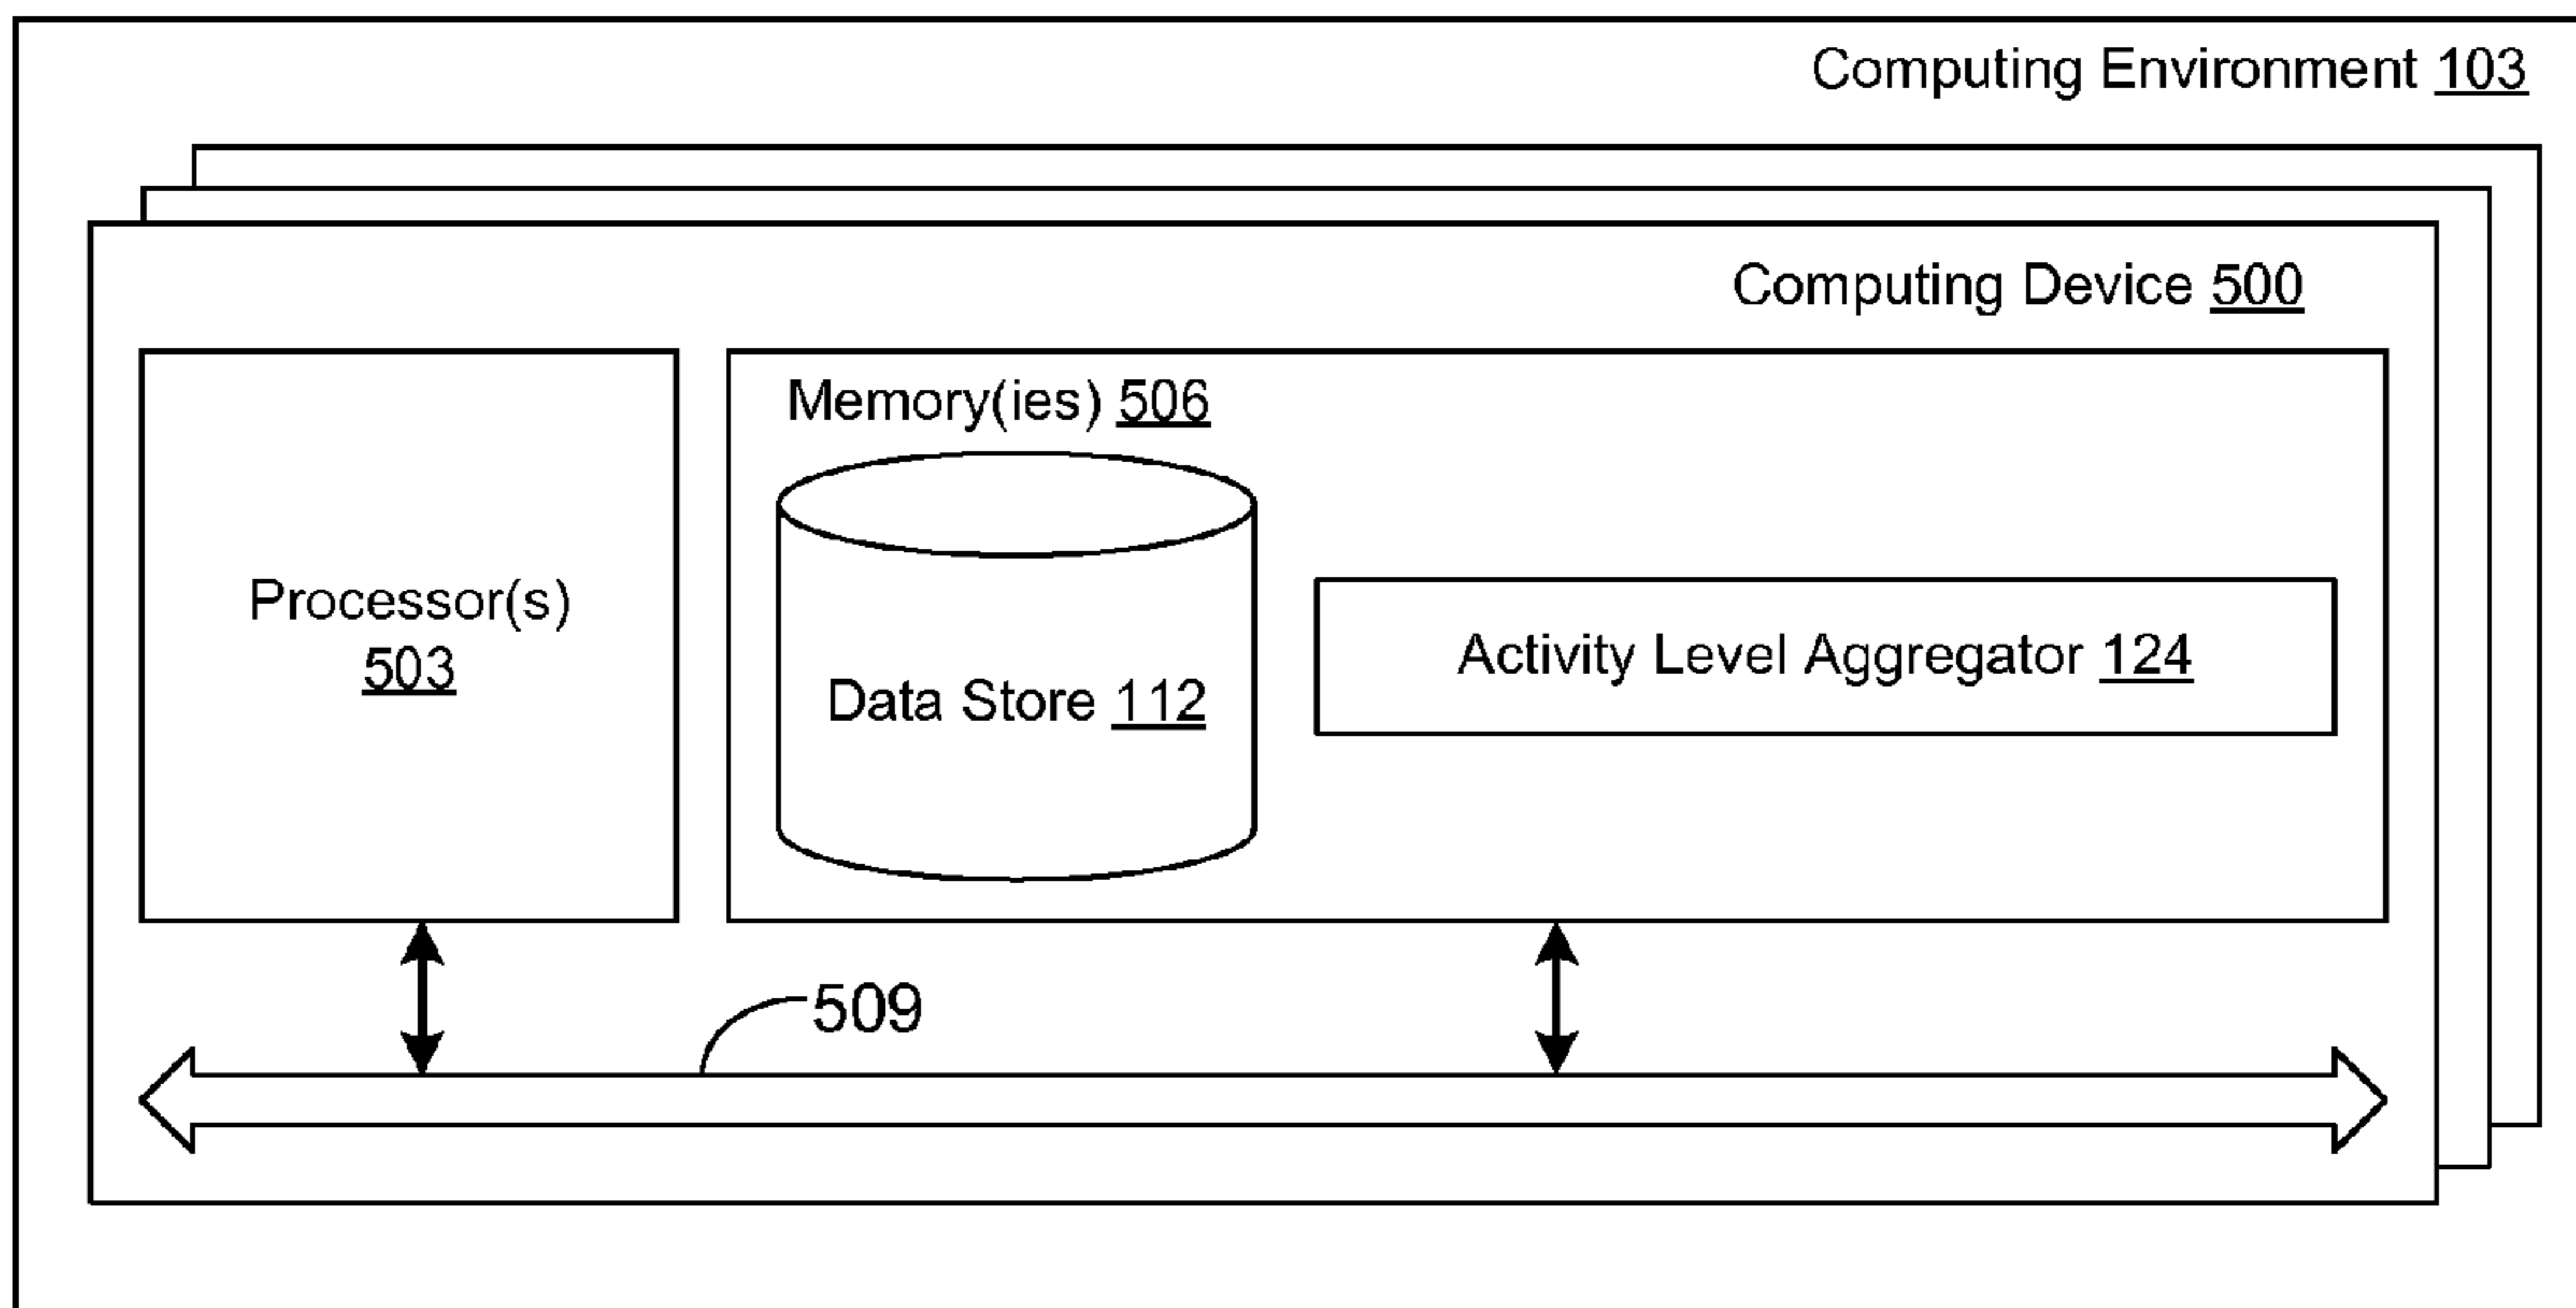 Computing Environment 103
Computing Device 500
Memory(ies) 506
Processor(s)
503
Data Store 112
Activity Level Aggregator 124
509